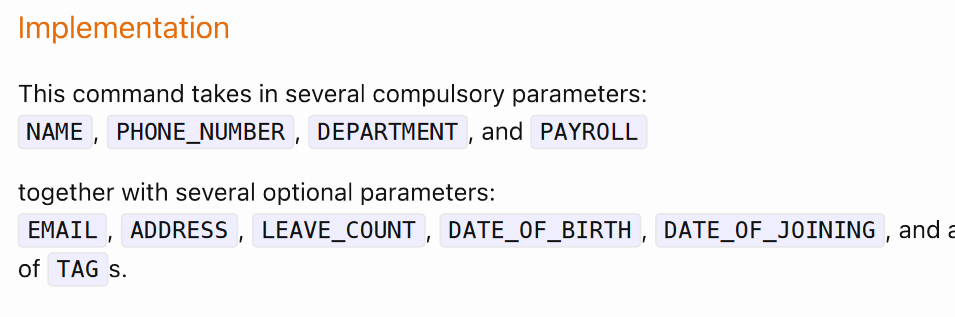 Implementation
This command takes in several compulsory parameters:
NAME, PHONE_NUMBER, DEPARTMENT, and PAYROLL
together with several optional parameters:
EMAIL, ADDRESS, LEAVE_COUNT, DATE_OF_BIRTH, DATE_OF_JOINING, and
of TAGs.